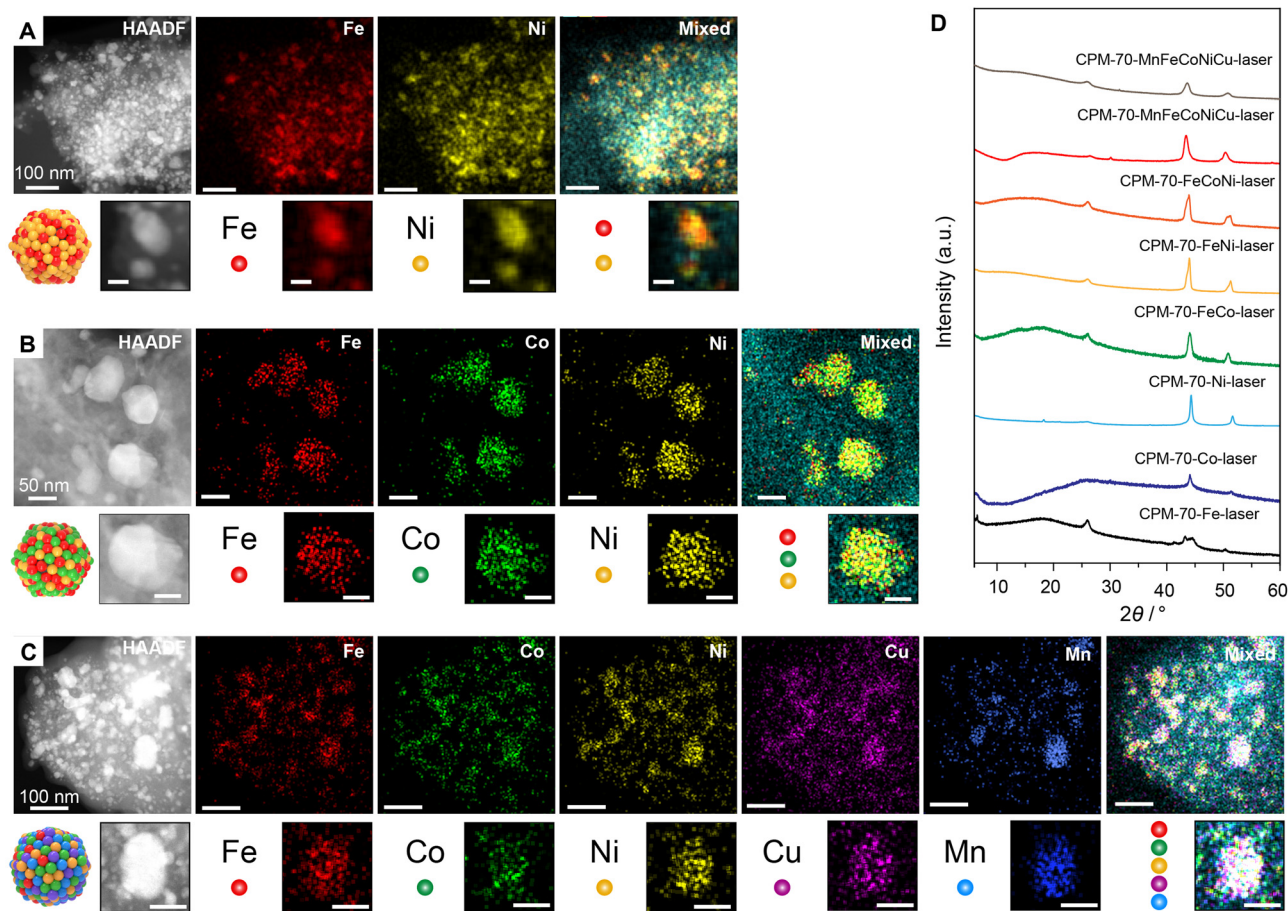 A
HAADF
Fe
Ni
Mixed
100 nm
Fe
Ni
B
HAADF
Fe
Co
Ni
Mixed
50 nm
Fe
Co
Ni
C
HAADF
Fe
Co
Ni
Cu
Mn
Mixed
100 nm
Fe
Co
Ni
Cu
Mn
D
CPM-70-MnFeCoNiCu-laser
CPM-70-MnFeCoNiCu-laser
CPM-70-FeCoNi-laser
CPM-70-FeNi-laser
CPM-70-FeCo-laser
CPM-70-Ni-laser
CPM-70-Co-laser
CPM-70-Fe-laser
Intensity (a.u.)
10 20 30 40 50 60
2θ / °